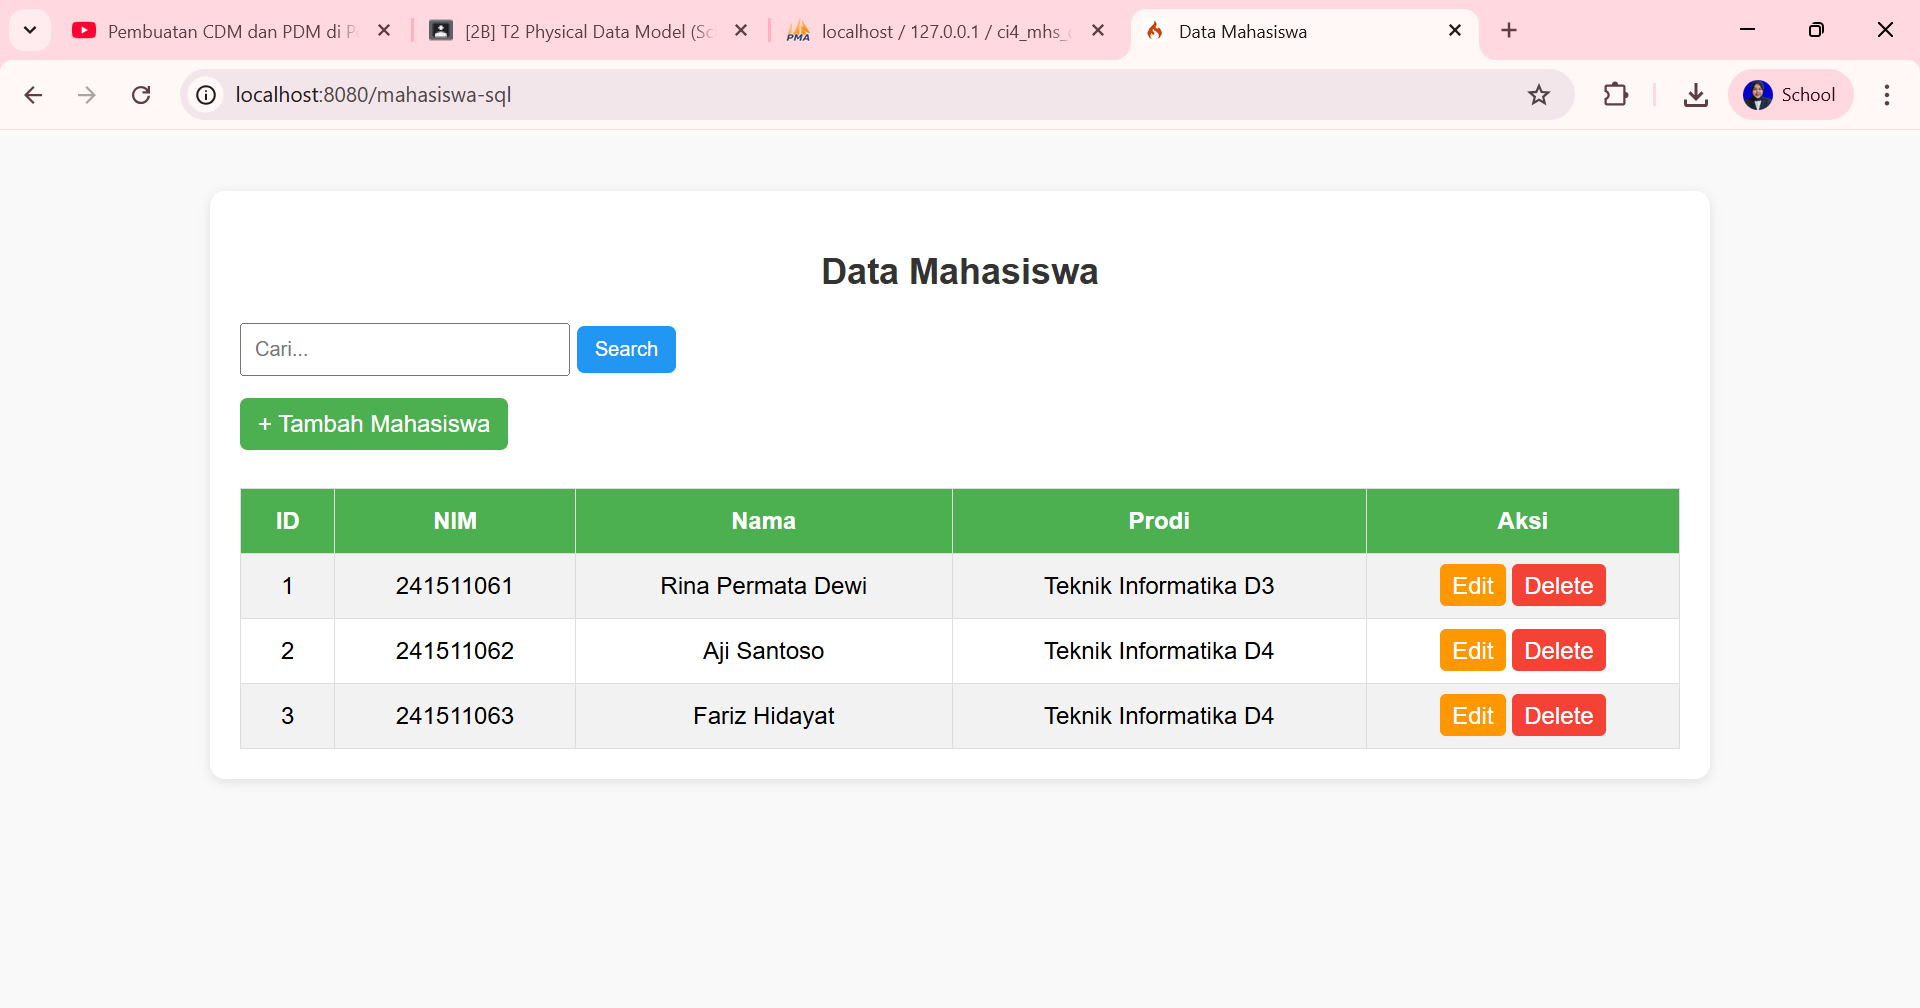 Pembuatan CDM dan PDM di P
[2B] T2 Physical Data Model (Sc
PMA localhost / 127.0.0.1 / ci4_mhs_
Data Mahasiswa
localhost:8080/mahasiswa-sql
School
Data Mahasiswa
Cari...
Search
+ Tambah Mahasiswa
ID NIM Nama Prodi Aksi
1 241511061 Rina Permata Dewi Teknik Informatika D3 Edit Delete
2 241511062 Aji Santoso Teknik Informatika D4 Edit Delete
3 241511063 Fariz Hidayat Teknik Informatika D4 Edit Delete